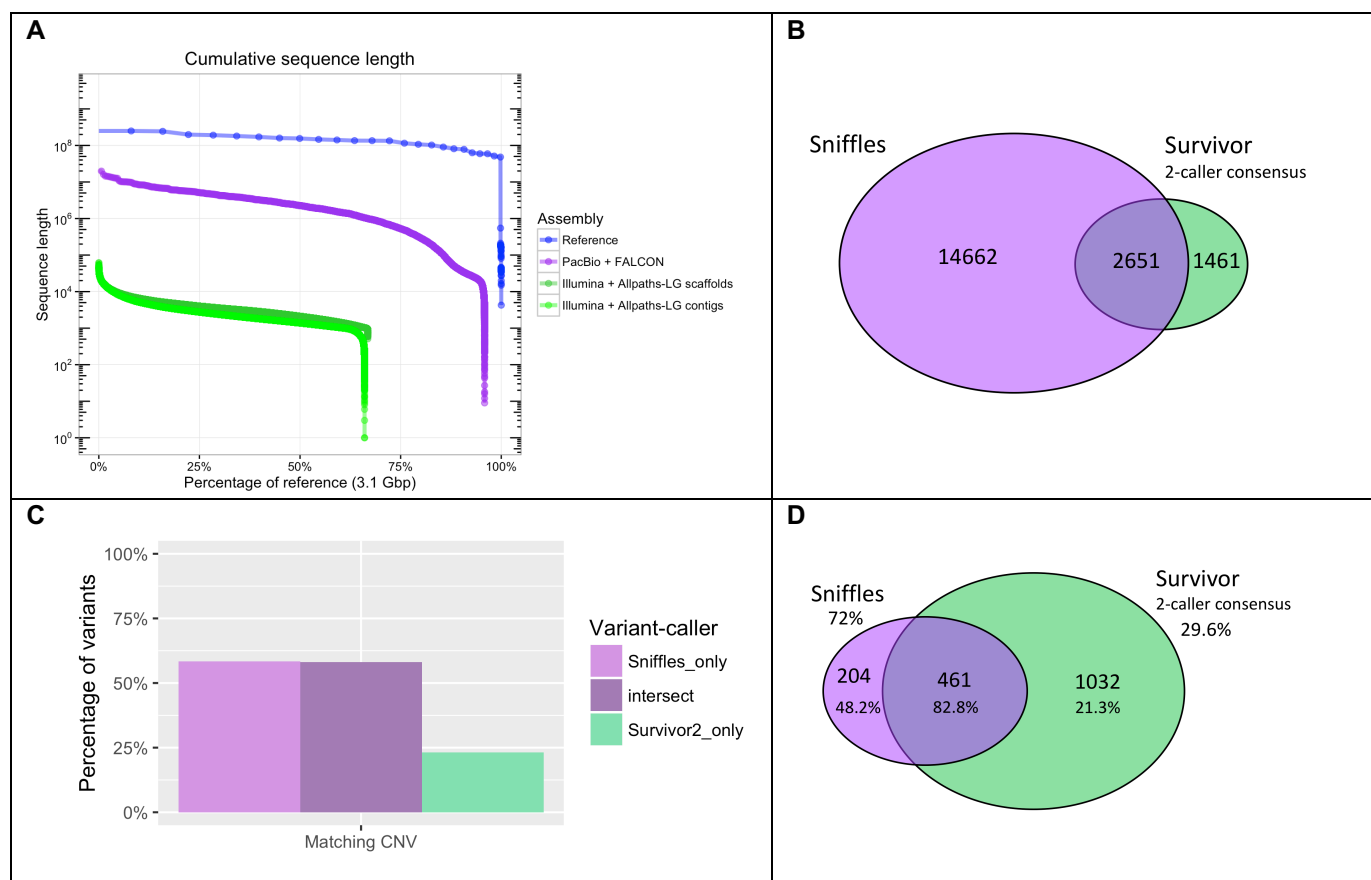 A
Cumulative sequence length
Sequence length
10^8
10^6
10^4
10^2
10^0
0%
25%
50%
75%
100%
Percentage of reference (3.1 Gbp)
Assembly
Reference
PacBio + FALCON
Illumina + Allpaths-LG scaffolds
Illumina + Allpaths-LG contigs
B
Sniffles
Survivor
2-caller consensus
14662
2651
1461
C
Percentage of variants
100%
75%
50%
25%
0%
Matching CNV
Variant-caller
Sniffles_only
intersect
Survivor2_only
D
Sniffles
72%
Survivor
2-caller consensus
29.6%
204
48.2%
461
82.8%
1032
21.3%